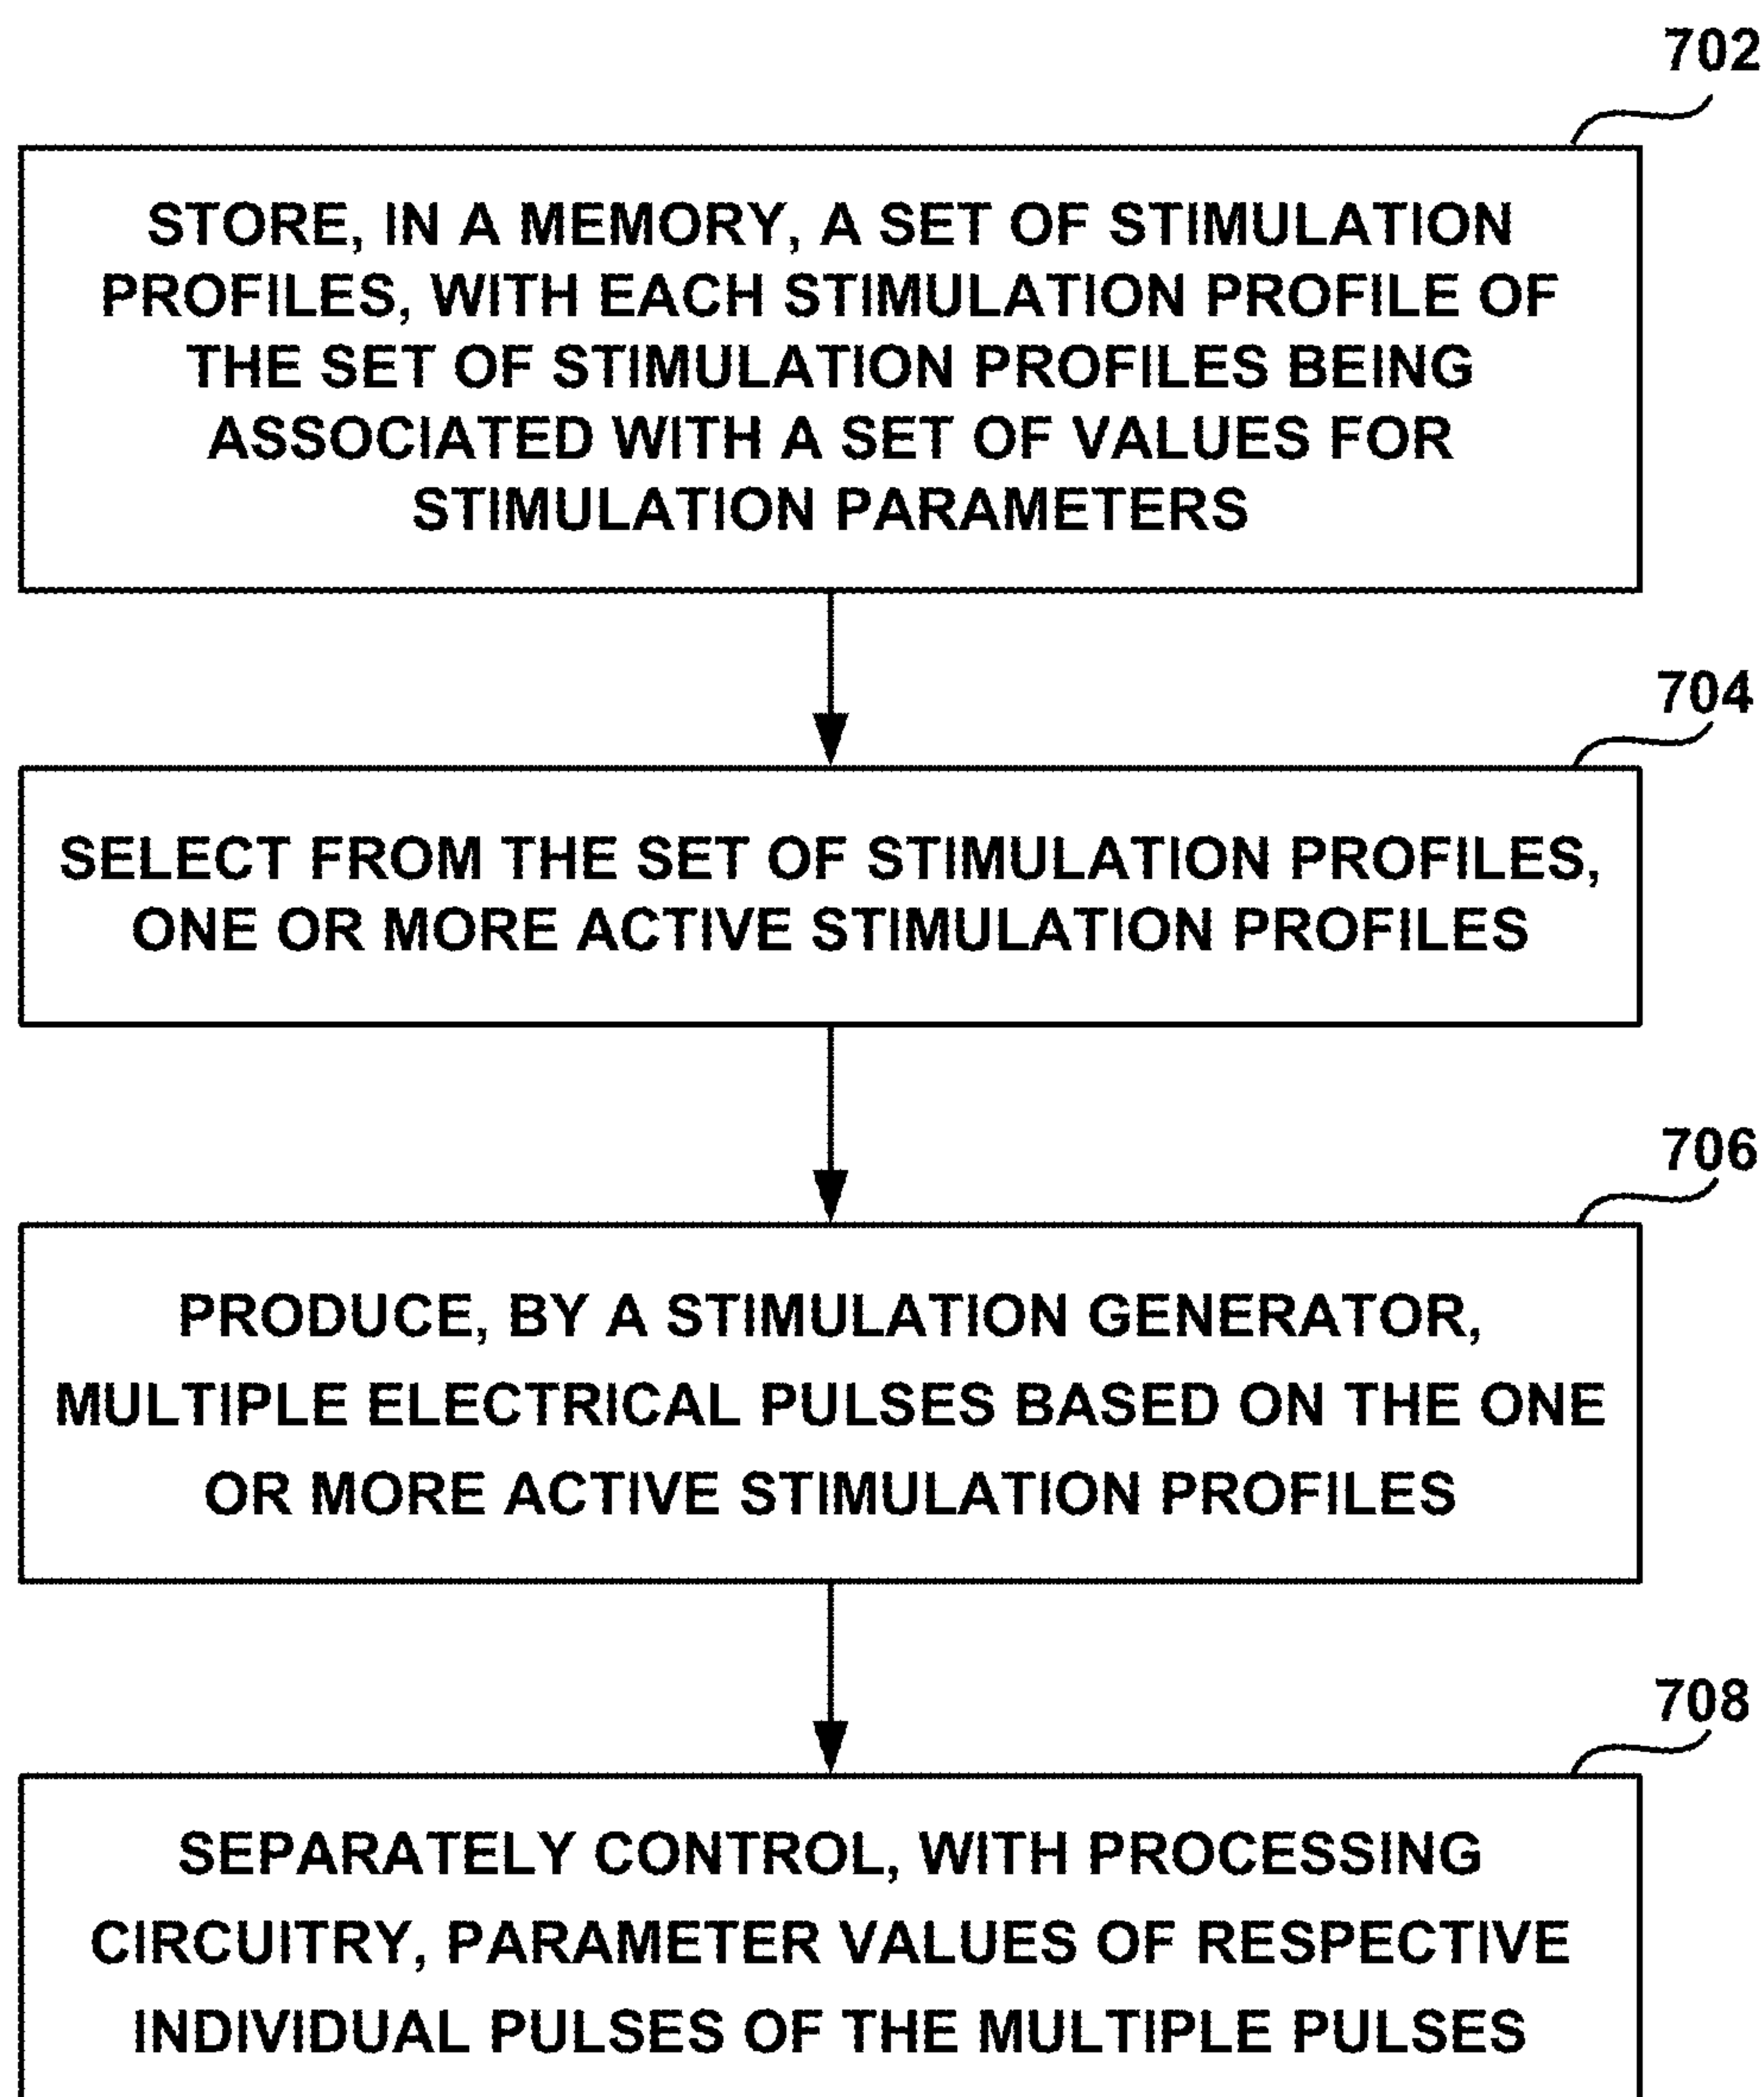 702
STORE, IN A MEMORY, A SET OF STIMULATION
PROFILES, WITH EACH STIMULATION PROFILE OF
THE SET OF STIMULATION PROFILES BEING
ASSOCIATED WITH A SET OF VALUES FOR
STIMULATION PARAMETERS
704
SELECT FROM THE SET OF STIMULATION PROFILES,
ONE OR MORE ACTIVE STIMULATION PROFILES
706
PRODUCE, BY A STIMULATION GENERATOR,
MULTIPLE ELECTRICAL PULSES BASED ON THE ONE
OR MORE ACTIVE STIMULATION PROFILES
708
SEPARATELY CONTROL, WITH PROCESSING
CIRCUITRY, PARAMETER VALUES OF RESPECTIVE
INDIVIDUAL PULSES OF THE MULTIPLE PULSES